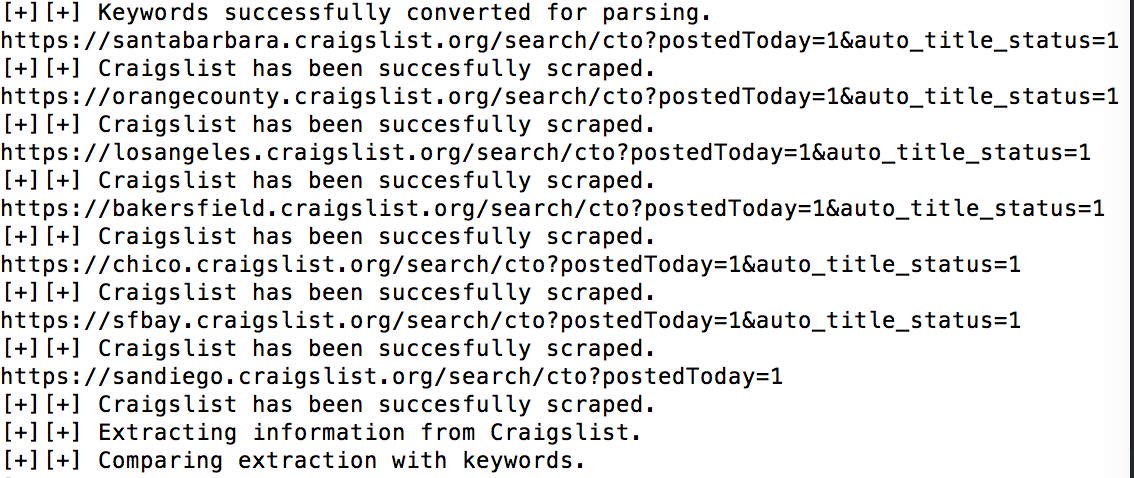 [+][+] Keywords successfully converted for parsing.
https://santabarbara.craigslist.org/search/cto?postedToday=1&auto_title_status=1
[+][+] Craigslist has been succesfully scraped.
https://orangecounty.craigslist.org/search/cto?postedToday=1&auto_title_status=1
[+][+] Craigslist has been succesfully scraped.
https://losangeles.craigslist.org/search/cto?postedToday=1&auto_title_status=1
[+][+] Craigslist has been succesfully scraped.
https://bakersfield.craigslist.org/search/cto?postedToday=1&auto_title_status=1
[+][+] Craigslist has been succesfully scraped.
https://chico.craigslist.org/search/cto?postedToday=1&auto_title_status=1
[+][+] Craigslist has been succesfully scraped.
https://sfbay.craigslist.org/search/cto?postedToday=1&auto_title_status=1
[+][+] Craigslist has been succesfully scraped.
https://sandiego.craigslist.org/search/cto?postedToday=1
[+][+] Craigslist has been succesfully scraped.
[+][+] Extracting information from Craigslist.
[+][+] Comparing extraction with keywords.